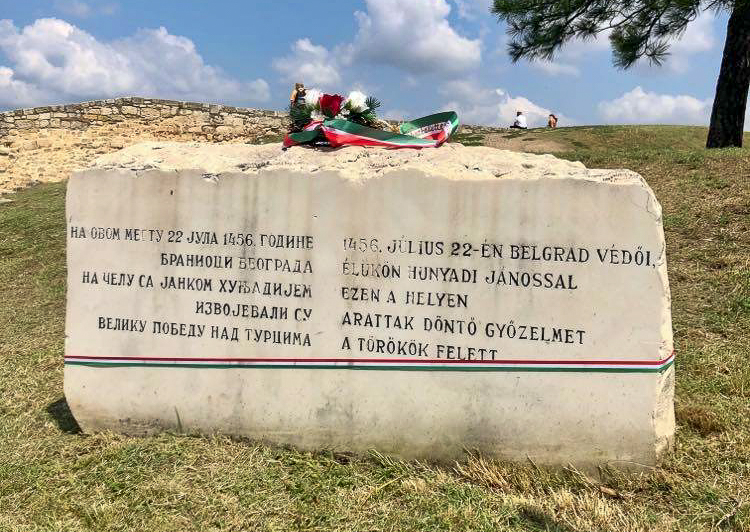 НА ОВОМ МЕСТУ 22 ЈУЛА 1456. ГОДИНЕ
БРАНИОЦИ БЕОГРАДА
НА ЧЕЛУ СА ЈАНКОМ ХУЊАДИЈЕМ
ИЗВОЈЕВАЛИ СУ
ВЕЛИКУ ПОБЕДУ НАД ТУРЦИМА
1456. JÚLIUS 22-ÉN BELGRAD VÉDŐI,
ÉLÜKÖN HUNYADI JÁNOSSAL
EZEN A HELYEN
ARATTAK DÖNTŐ GYŐZELMET
A TÖRÖKÖK FELETT